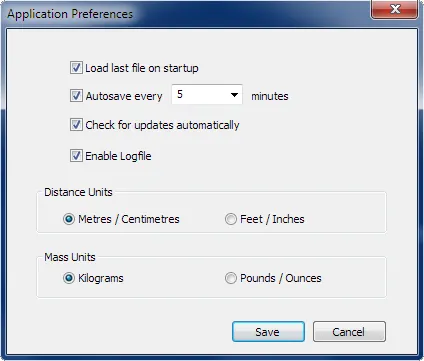 Application Preferences
Load last file on startup
Autosave every 5 minutes
Check for updates automatically
Enable Logfile
Distance Units
Metres / Centimetres Feet / Inches
Mass Units
Kilograms Pounds / Ounces
Save Cancel